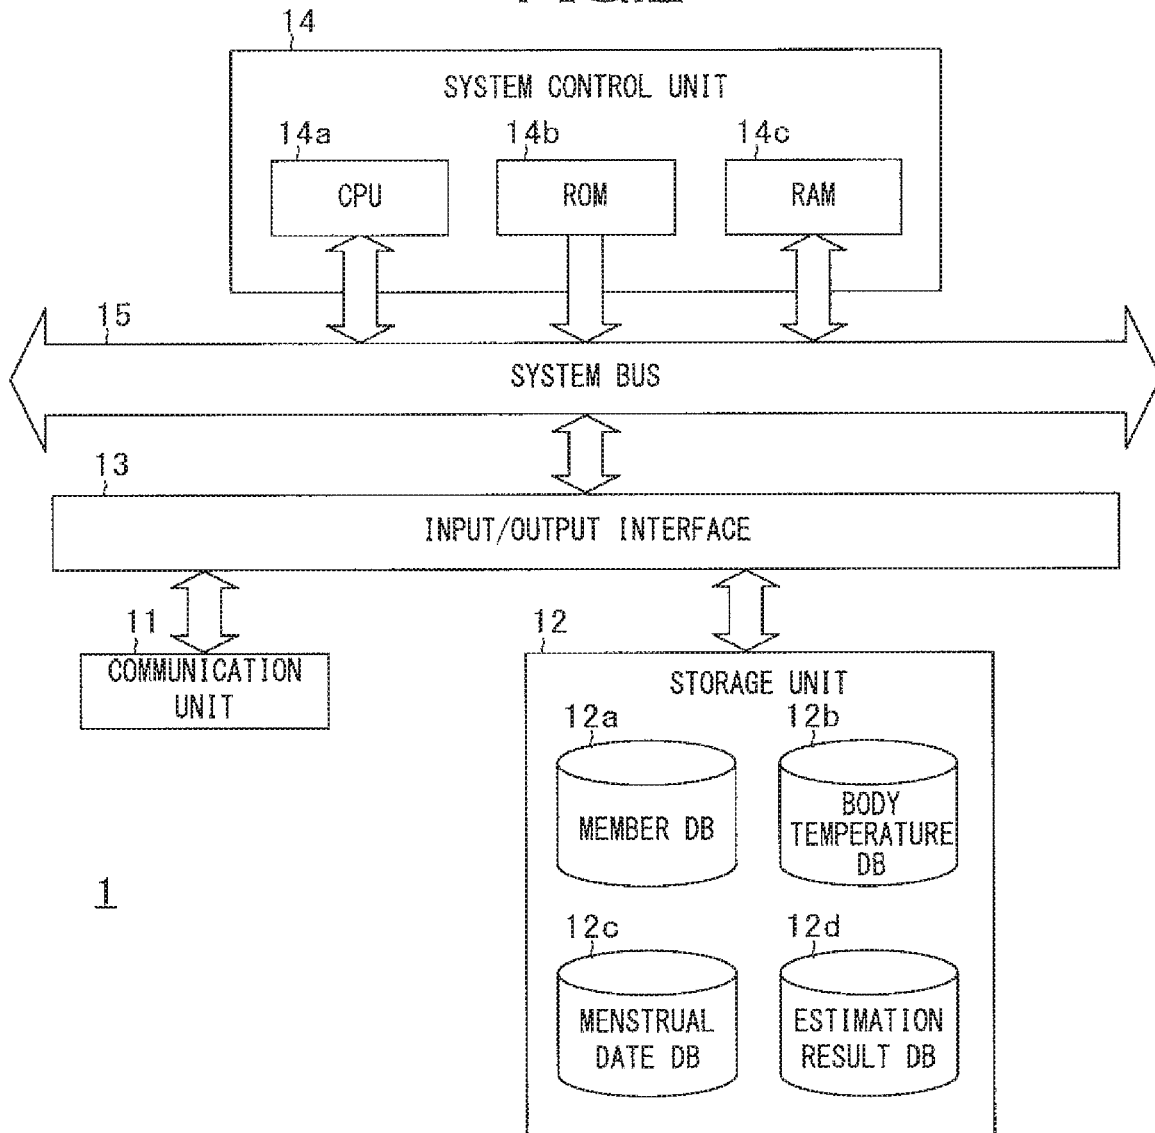 14
SYSTEM CONTROL UNIT
14a
14b
14c
CPU
ROM
RAM
15
SYSTEM BUS
13
INPUT/OUTPUT INTERFACE
11
COMMUNICATION
UNIT
12
STORAGE UNIT
12a
12b
MEMBER DB
BODY
TEMPERATURE
DB
1
12c
12d
MENSTRUAL
DATE DB
ESTIMATION
RESULT DB